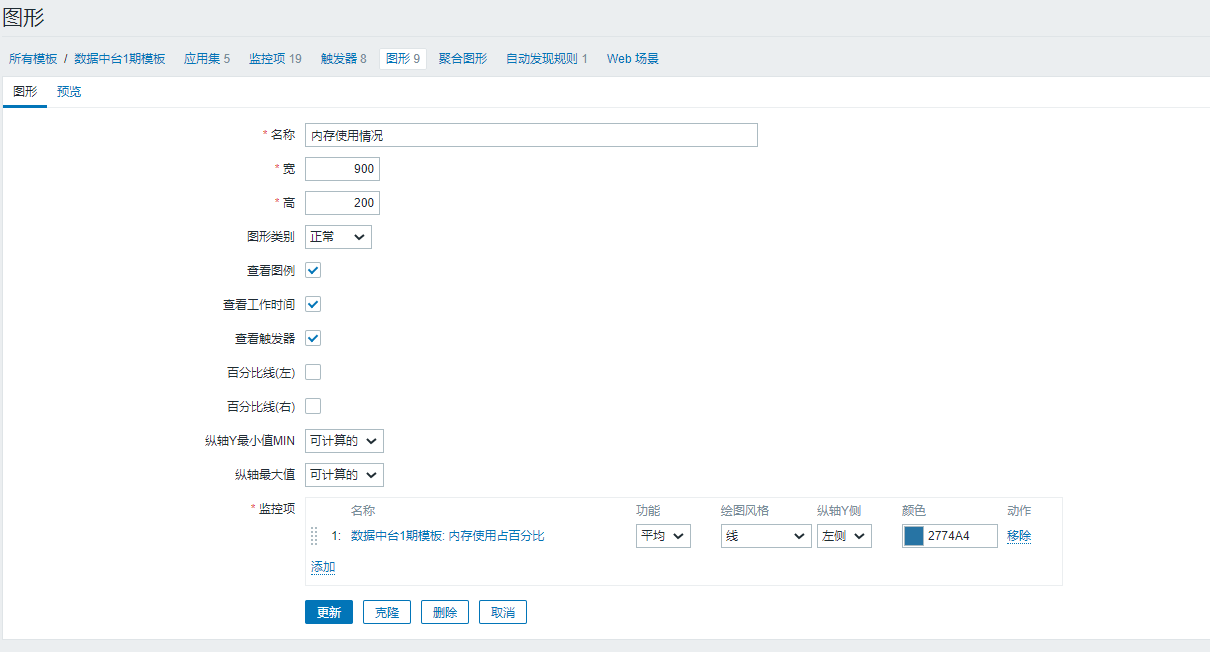 图形
所有模板 / 数据中台1期模板 应用集 5 监控项 19 触发器 8 图形 9 聚合图形 自动发现规则 1 Web 场景
图形 预览
* 名称 内存使用情况
* 宽 900
* 高 200
图形类别 正常
查看图例
查看工作时间
查看触发器
百分比线(左)
百分比线(右)
纵轴Y最小值MIN 可计算的
纵轴最大值 可计算的
* 监控项 名称 功能 绘图风格 纵轴Y侧 颜色 动作
1: 数据中台1期模板: 内存使用占百分比 平均 线 左侧 2774A4 移除
添加
更新 克隆 删除 取消